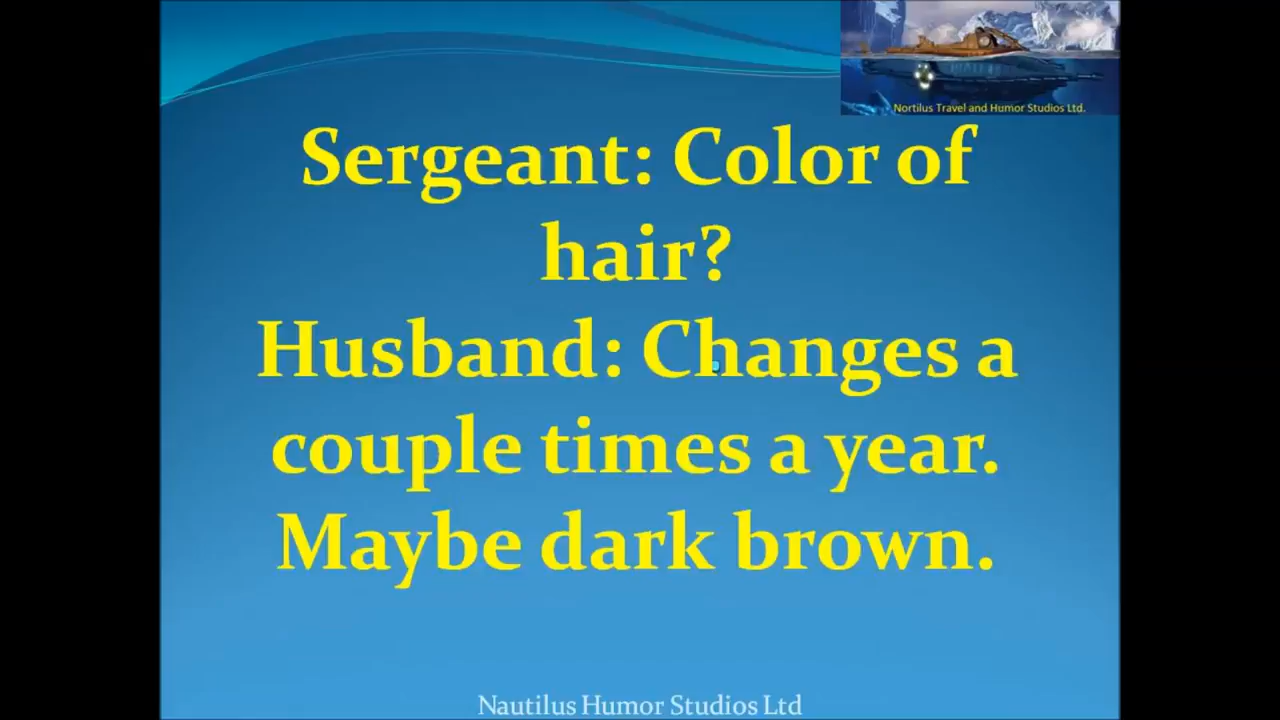 Nortilus Travel and Humor Studios Ltd.
Sergeant: Color of
hair?
Husband: Changes a
couple times a year.
Maybe dark brown.
Nautilus Humor Studios Ltd